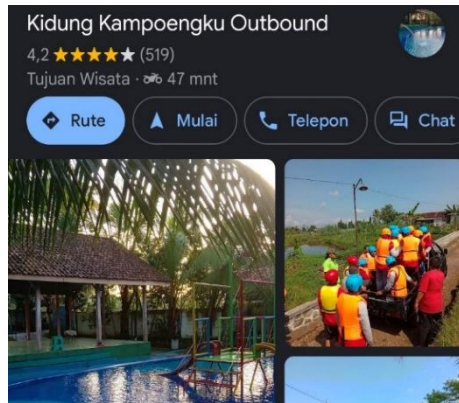 Kidung Kampoengku Outbound
4,2 ★★★★★ (519)
Tujuan Wisata · 47 mnt
Rute
Mulai
Telepon
Chat